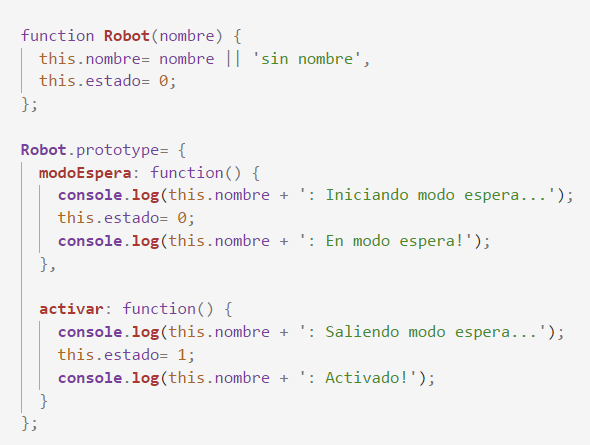 function Robot(nombre) {
  this.nombre= nombre || 'sin nombre',
  this.estado= 0;
};

Robot.prototype= {
  modoEspera: function() {
    console.log(this.nombre + ': Iniciando modo espera...');
    this.estado= 0;
    console.log(this.nombre + ': En modo espera!');
  },

  activar: function() {
    console.log(this.nombre + ': Saliendo modo espera...');
    this.estado= 1;
    console.log(this.nombre + ': Activado!');
  }
};